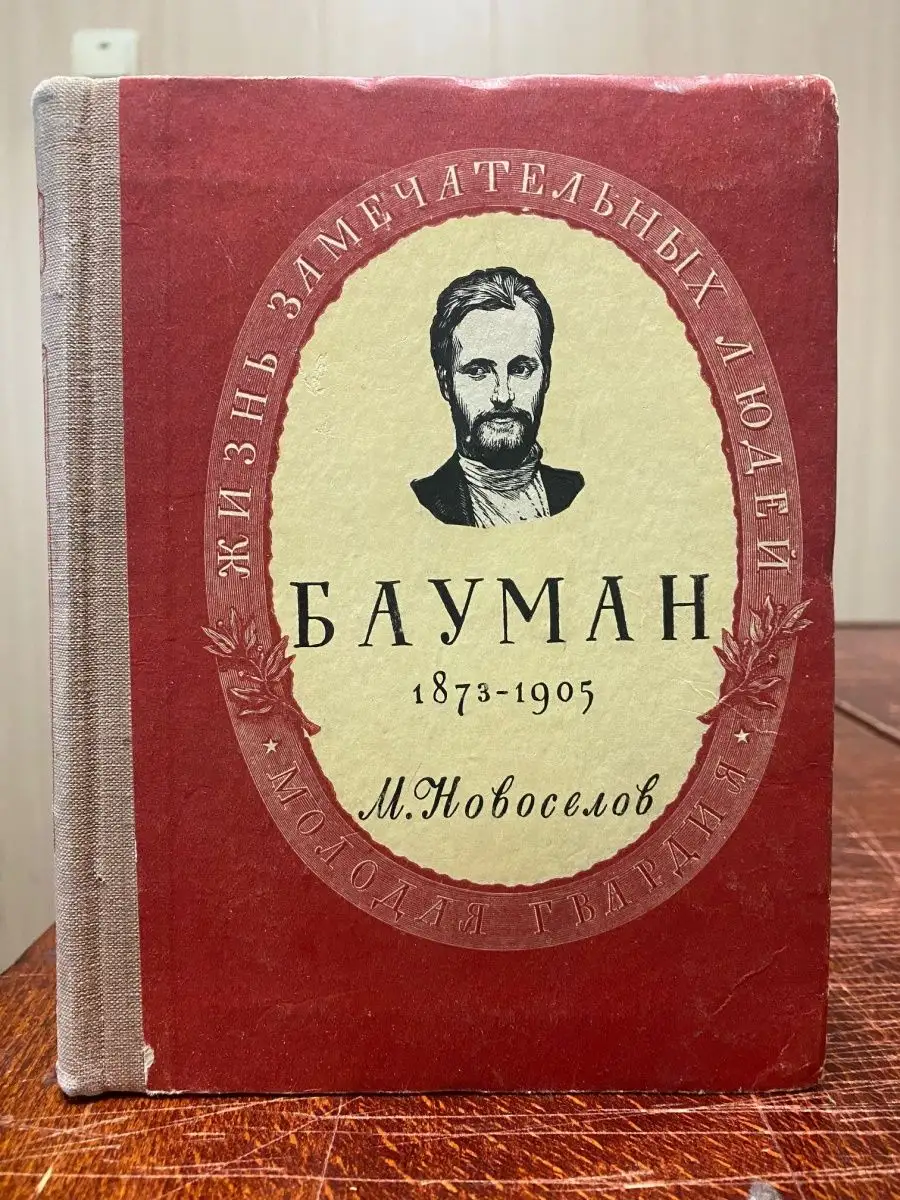 ЖИЗНЬ ЗАМЕЧАТЕЛЬНЫХ ЛЮДЕЙ
БАУМАН
1873-1905
М. Новоселов
МОЛОДАЯ ГВАРДИЯ